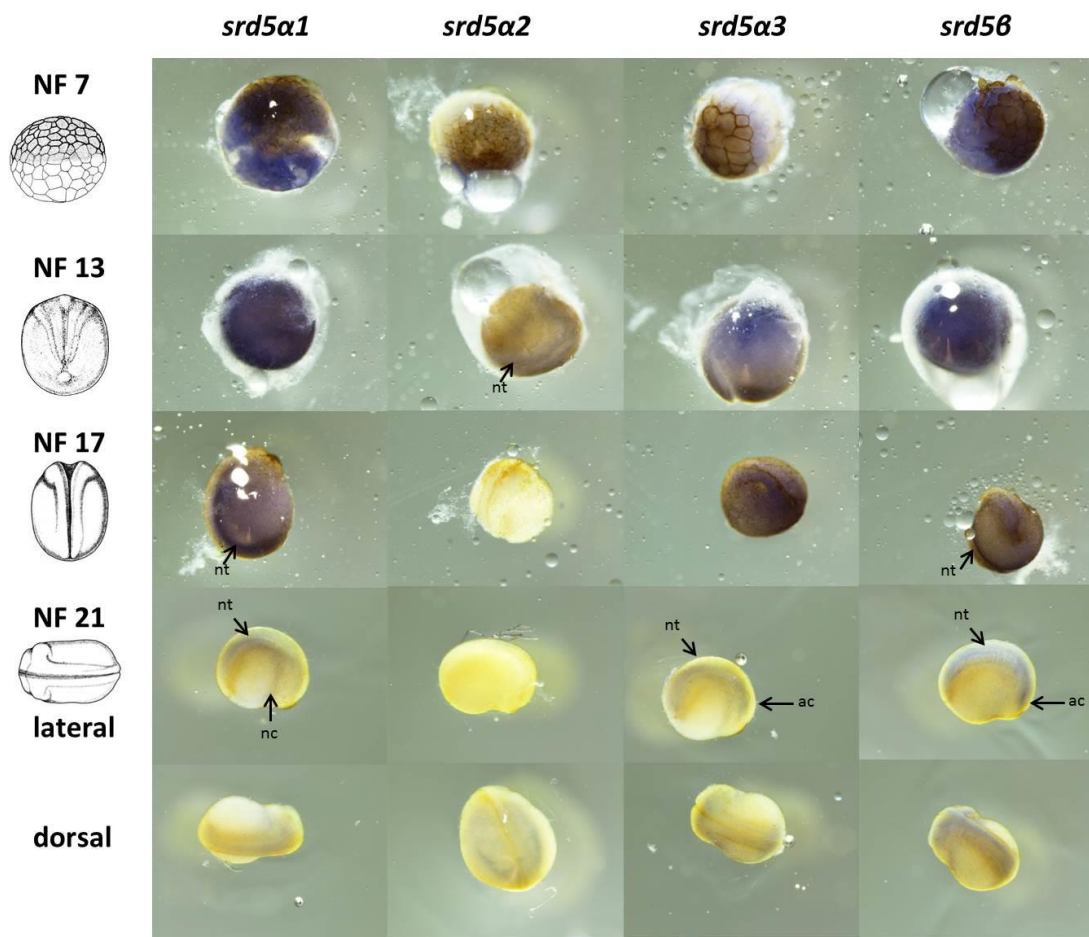 srd5α1 srd5α2 srd5α3 srd5β
NF 7
NF 13
nt
NF 17
nt
nt
NF 21
nt
nt
nt
lateral
nc
ac
ac
dorsal